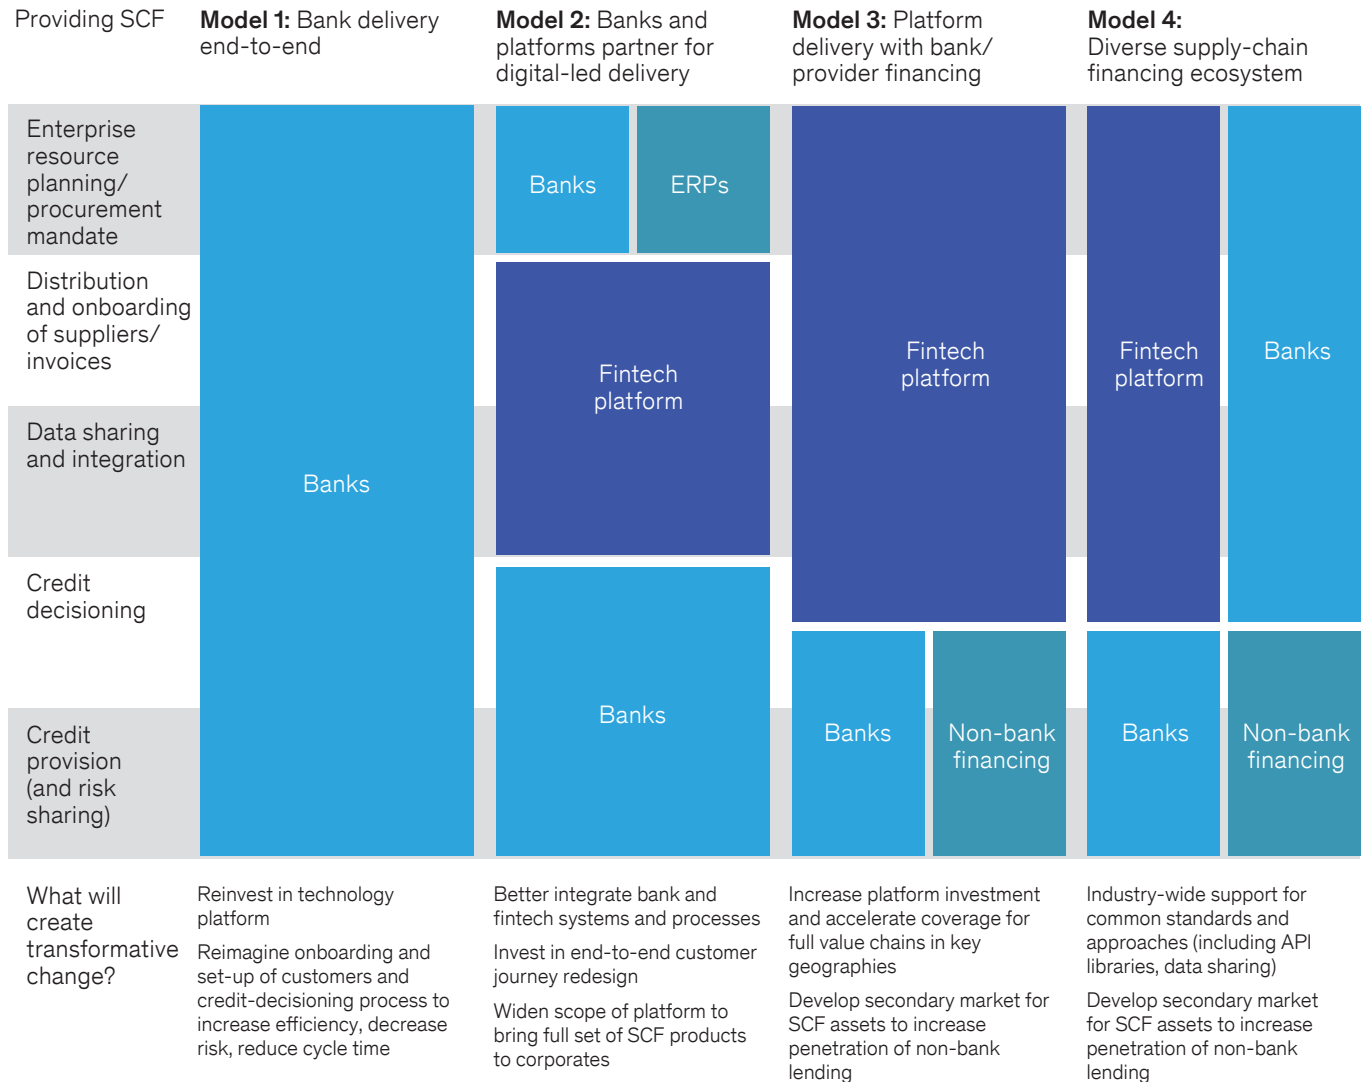 Providing SCF
Model 1: Bank delivery
end-to-end
Model 2: Banks and
platforms partner for
digital-led delivery
Model 3: Platform
delivery with bank/
provider financing
Model 4:
Diverse supply-chain
financing ecosystem
Enterprise
resource
planning/
procurement
mandate
Distribution
and onboarding
of suppliers/
invoices
Data sharing
and integration
Credit
decisioning
Credit
provision
(and risk
sharing)
Banks
Banks
ERPs
Fintech
platform
Banks
Fintech
platform
Banks
Non-bank
financing
Fintech
platform
Banks
Banks
Non-bank
financing
What will
create
transformative
change?
Reinvest in technology
platform
Reimagine onboarding and
set-up of customers and
credit-decisioning process to
increase efficiency, decrease
risk, reduce cycle time
Better integrate bank and
fintech systems and processes
Invest in end-to-end customer
journey redesign
Widen scope of platform to
bring full set of SCF products
to corporates
Increase platform investment
and accelerate coverage for
full value chains in key
geographies
Develop secondary market for
SCF assets to increase
penetration of non-bank
lending
Industry-wide support for
common standards and
approaches (including API
libraries, data sharing)
Develop secondary market
for SCF assets to increase
penetration of non-bank
lending